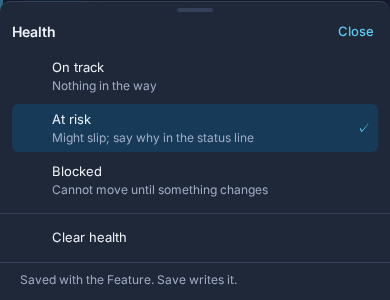 Health
Close
On track
Nothing in the way
At risk
Might slip; say why in the status line
Blocked
Cannot move until something changes
Clear health
Saved with the Feature. Save writes it.